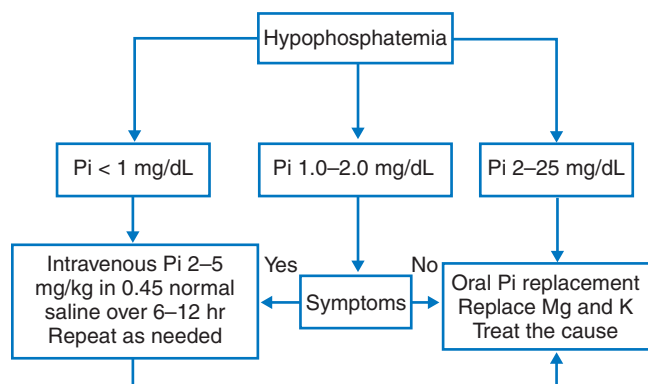 Hypophosphatemia
Pi < 1 mg/dL
Pi 1.0–2.0 mg/dL
Pi 2–25 mg/dL
Intravenous Pi 2–5
mg/kg in 0.45 normal
saline over 6–12 hr
Repeat as needed
Yes
Symptoms
No
Oral Pi replacement
Replace Mg and K
Treat the cause